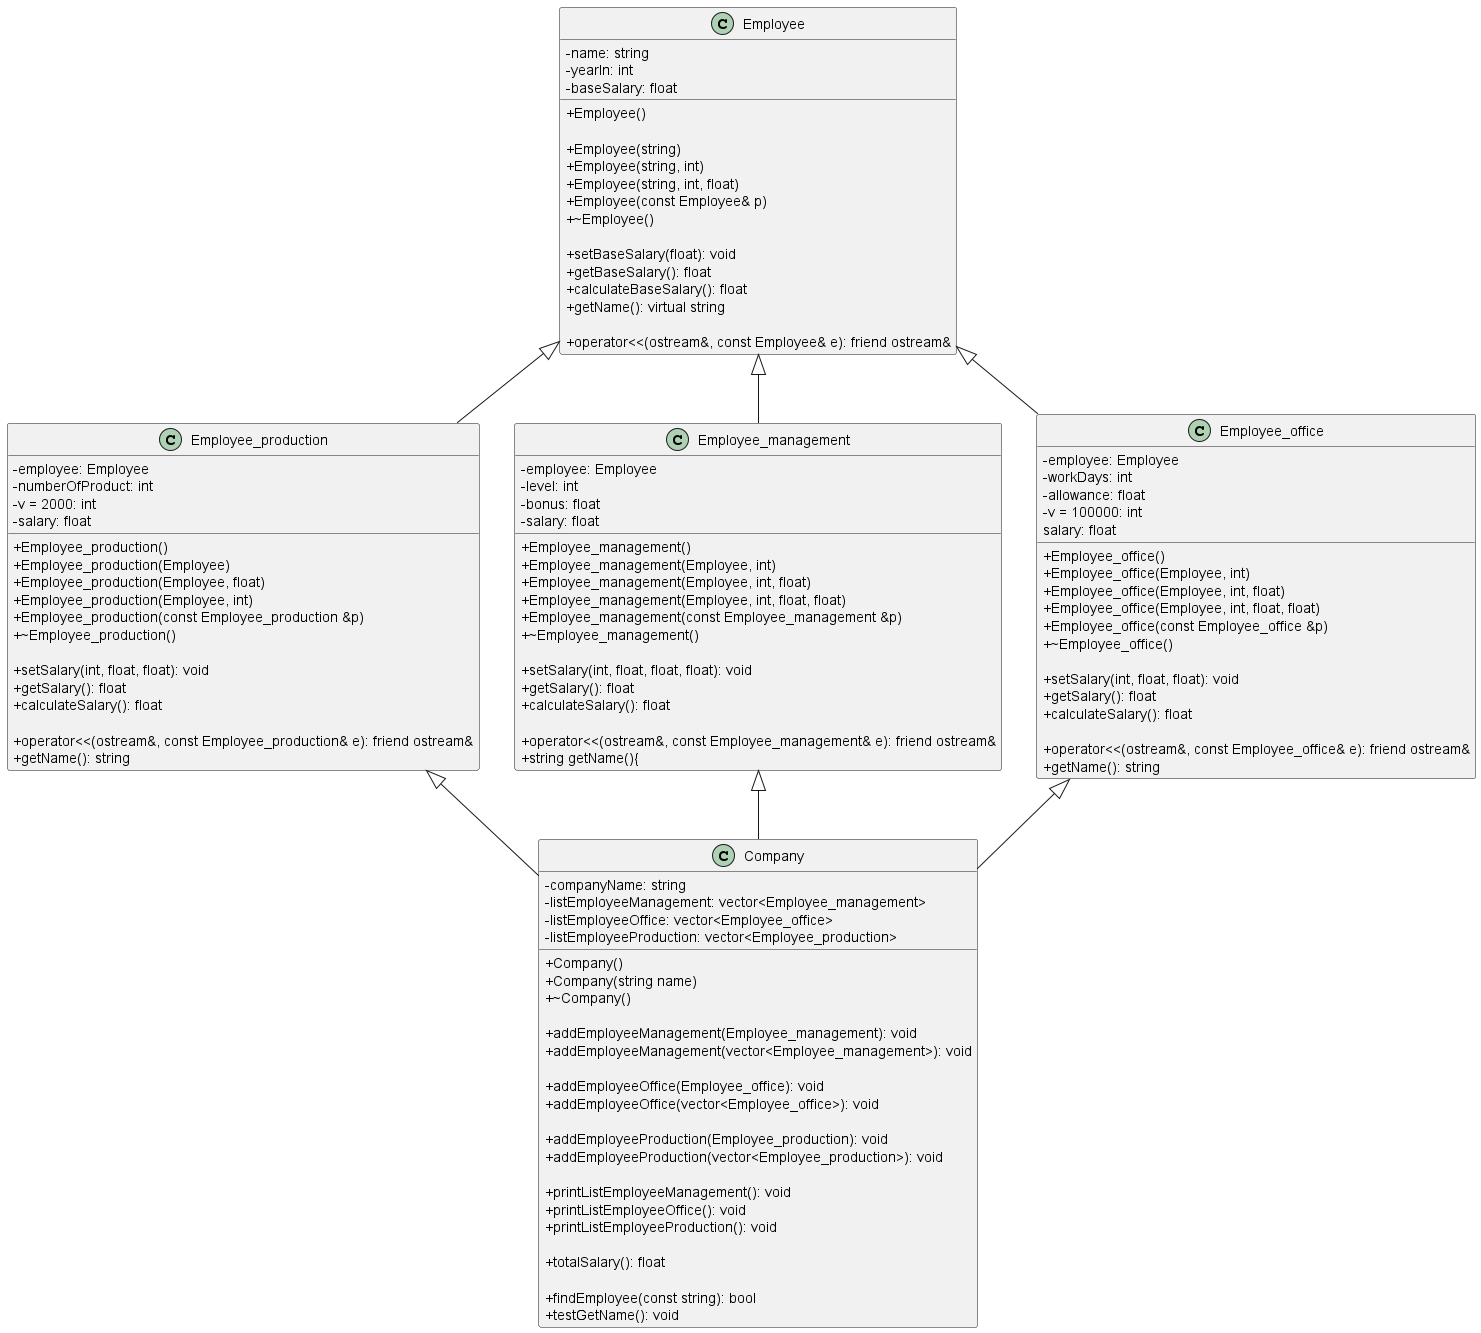 C Employee
-name: string
-yearIn: int
-baseSalary: float
+Employee()
+Employee(string)
+Employee(string, int)
+Employee(string, int, float)
+Employee(const Employee& p)
+~Employee()
+setBaseSalary(float): void
+getBaseSalary(): float
+calculateBaseSalary(): float
+getName(): virtual string
+operator<<(ostream&, const Employee& e): friend ostream&
C Employee_production
-employee: Employee
-numberOfProduct: int
-v = 2000: int
-salary: float
+Employee_production()
+Employee_production(Employee)
+Employee_production(Employee, float)
+Employee_production(Employee, int)
+Employee_production(const Employee_production &p)
+~Employee_production()
+setSalary(int, float, float): void
+getSalary(): float
+calculateSalary(): float
+operator<<(ostream&, const Employee_production& e): friend ostream&
+getName(): string
C Employee_management
-employee: Employee
-level: int
-bonus: float
-salary: float
+Employee_management()
+Employee_management(Employee, int)
+Employee_management(Employee, int, float)
+Employee_management(Employee, int, float, float)
+Employee_management(const Employee_management &p)
+~Employee_management()
+setSalary(int, float, float, float): void
+getSalary(): float
+calculateSalary(): float
+operator<<(ostream&, const Employee_management& e): friend ostream&
+string getName(){
C Employee_office
-employee: Employee
-workDays: int
-allowance: float
-v = 100000: int
salary: float
+Employee_office()
+Employee_office(Employee, int)
+Employee_office(Employee, int, float)
+Employee_office(Employee, int, float, float)
+Employee_office(const Employee_office &p)
+~Employee_office()
+setSalary(int, float, float): void
+getSalary(): float
+calculateSalary(): float
+operator<<(ostream&, const Employee_office& e): friend ostream&
+getName(): string
C Company
-companyName: string
-listEmployeeManagement: vector<Employee_management>
-listEmployeeOffice: vector<Employee_office>
-listEmployeeProduction: vector<Employee_production>
+Company()
+Company(string name)
+~Company()
+addEmployeeManagement(Employee_management): void
+addEmployeeManagement(vector<Employee_management>): void
+addEmployeeOffice(Employee_office): void
+addEmployeeOffice(vector<Employee_office>): void
+addEmployeeProduction(Employee_production): void
+addEmployeeProduction(vector<Employee_production>): void
+printListEmployeeManagement(): void
+printListEmployeeOffice(): void
+printListEmployeeProduction(): void
+totalSalary(): float
+findEmployee(const string): bool
+testGetName(): void